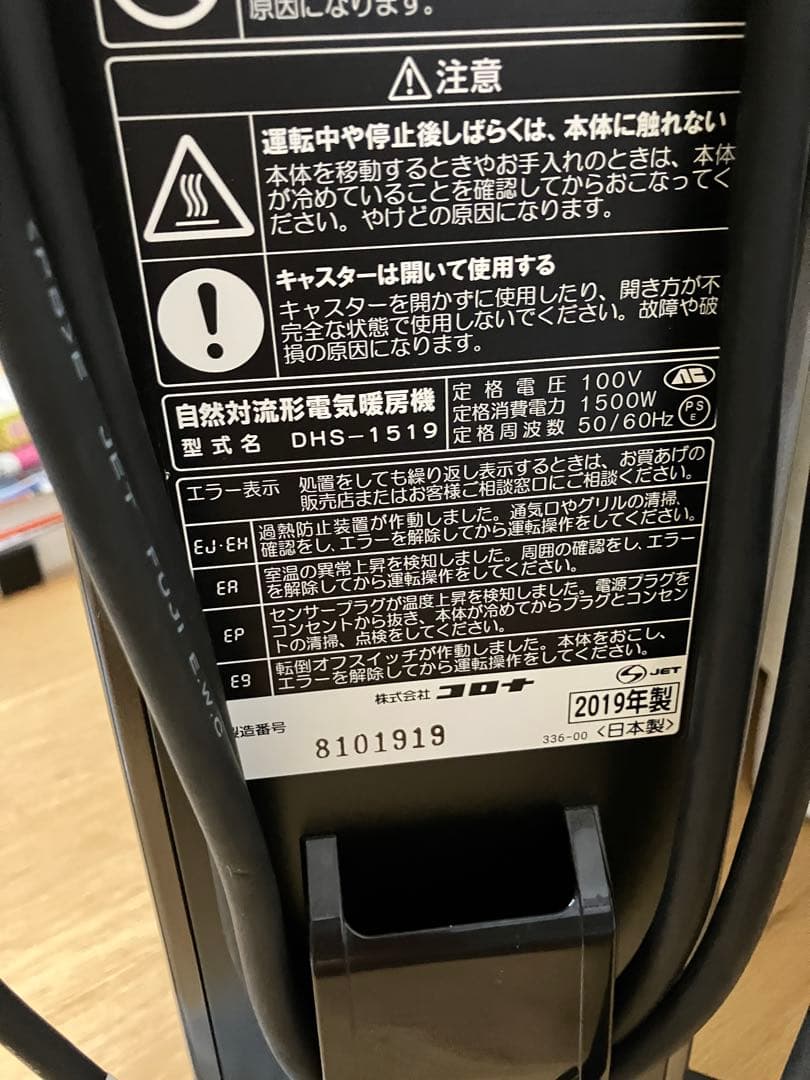 原因になります。
注意
運転中や停止後しばらくは、本体に触れない
本体を移動するときやお手入れのときは、本体
が冷めていることを確認してからおこなってく
ださい。やけどの原因になります。
キャスターは開いて使用する
キャスターを開かずに使用したり、開き方が不
完全な状態で使用しないでください。故障や破
損の原因になります。
自然対流形電気暖房機
型式名 DHS-1519
定格電圧 100V
定格消費電力 1500W
定格周波数 50/60Hz
PS
E
エラー表示 処置をしても繰り返し表示するときは、お買あげの
販売店またはお客様ご相談窓口にご相談ください。
EJ・EH 過熱防止装置が作動しました。通気口やグリルの清掃、
確認をし、エラーを解除してから運転操作をしてください。
EA 室温の異常上昇を検知しました。周囲の確認をし、エラー
を解除してから運転操作をしてください。
EP センサープラグが温度上昇を検知しました。電源プラグを
コンセントから抜き、本体が冷めてからプラグとコンセン
トの清掃、点検をしてください。
E9 転倒オフスイッチが作動しました。本体をおこし、
エラーを解除してから運転操作をしてください。
株式会社 コロナ
JET
2019年製
製造番号 8101919
336-00 <日本製>
JET FUJI E.W.C